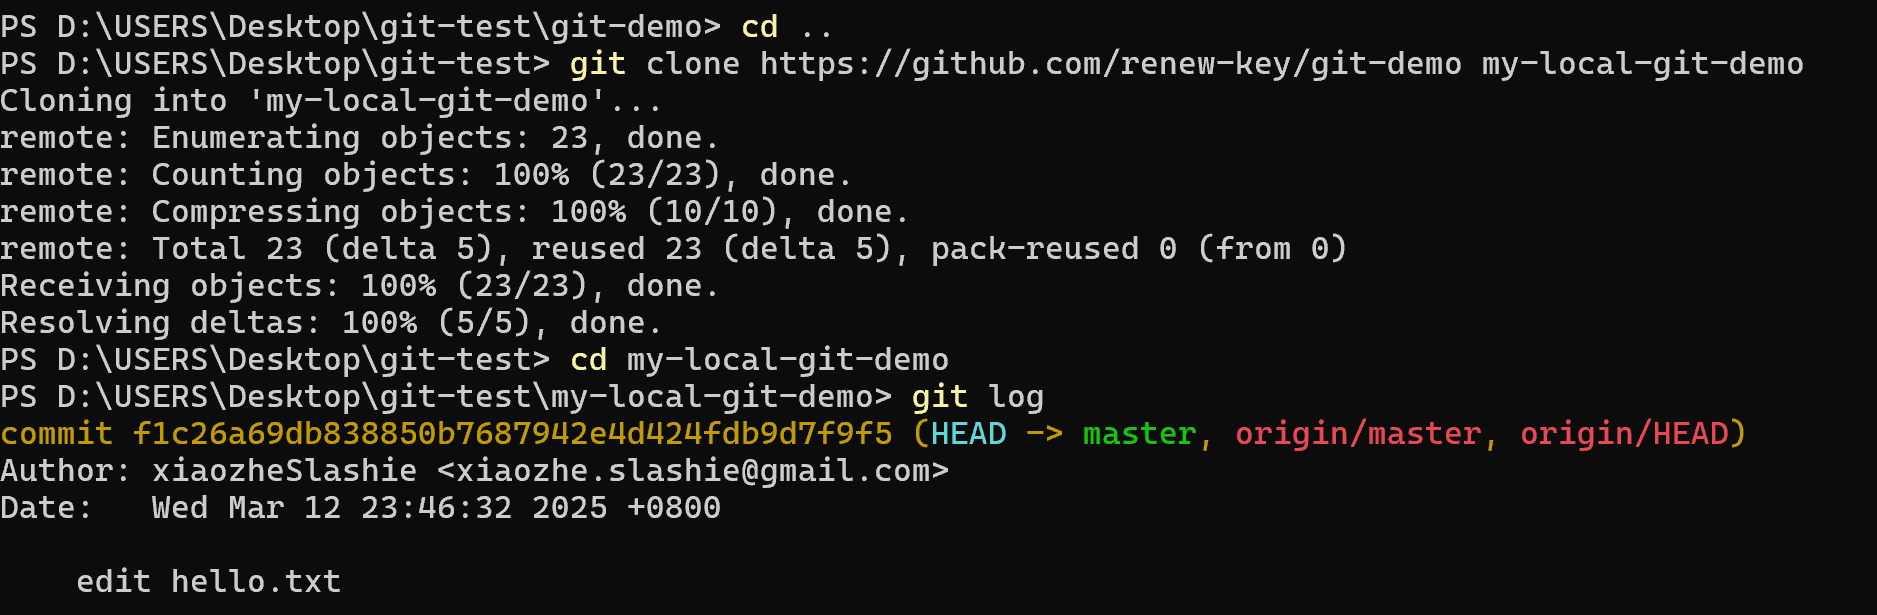 PS D:\USERS\Desktop\git-test\git-demo> cd ..
PS D:\USERS\Desktop\git-test> git clone https://github.com/renew-key/git-demo my-local-git-demo
Cloning into 'my-local-git-demo'...
remote: Enumerating objects: 23, done.
remote: Counting objects: 100% (23/23), done.
remote: Compressing objects: 100% (10/10), done.
remote: Total 23 (delta 5), reused 23 (delta 5), pack-reused 0 (from 0)
Receiving objects: 100% (23/23), done.
Resolving deltas: 100% (5/5), done.
PS D:\USERS\Desktop\git-test> cd my-local-git-demo
PS D:\USERS\Desktop\git-test\my-local-git-demo> git log
commit f1c26a69db838850b7687942e4d424fdb9d7f9f5 (HEAD -> master, origin/master, origin/HEAD)
Author: xiaozheSlashie <xiaozhe.slashie@gmail.com>
Date:   Wed Mar 12 23:46:32 2025 +0800
    edit hello.txt